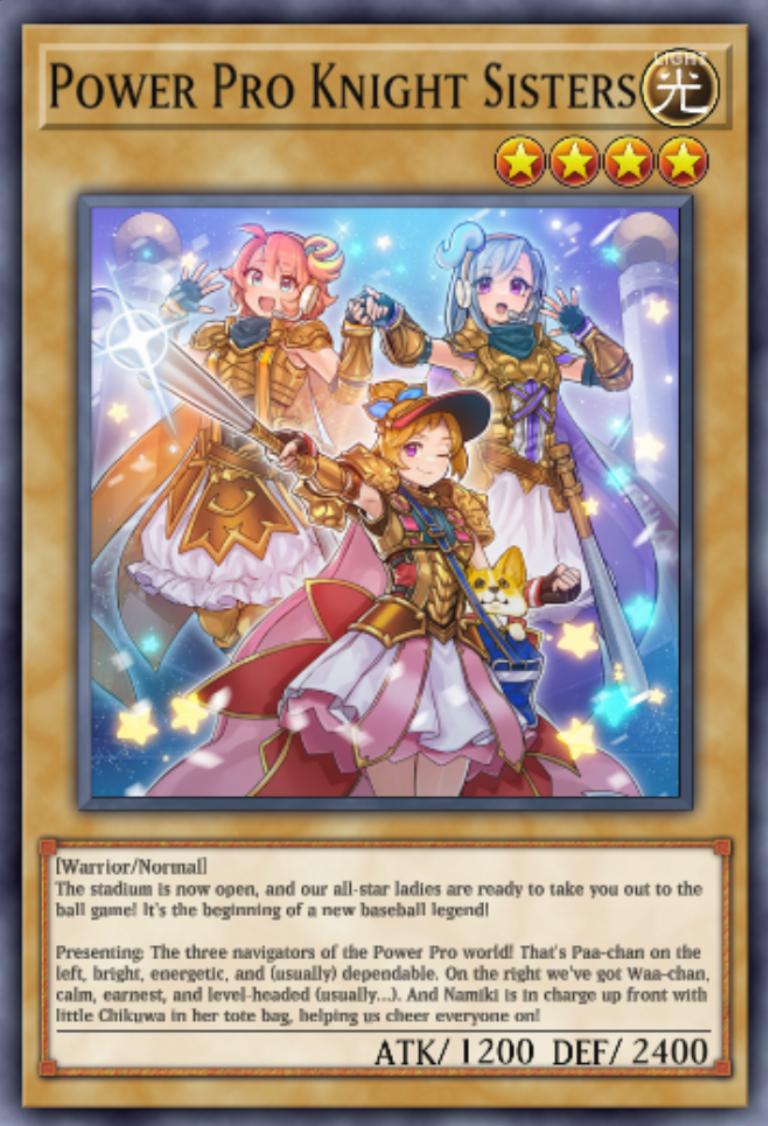 POWER PRO KNIGHT SISTERS
LIGHT
光
[Warrior/Normal]
The stadium is now open, and our all-star ladies are ready to take you out to the
ball game! It's the beginning of a new baseball legend!
Presenting: The three navigators of the Power Pro world! That's Paa-chan on the
left, bright, energetic, and (usually) dependable. On the right we've got Waa-chan,
calm, earnest, and level-headed (usually...). And Namiki is in charge up front with
little Chikuwa in her tote bag, helping us cheer everyone on!
ATK/ 1200 DEF/ 2400